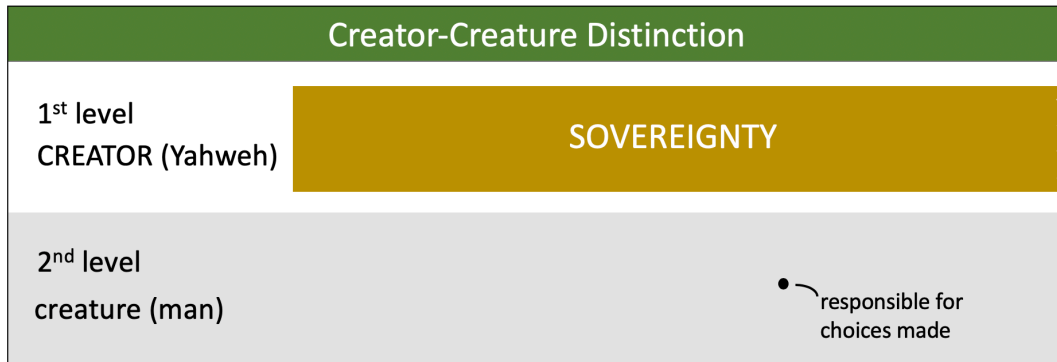 Creator-Creature Distinction
1st level
CREATOR (Yahweh)
SOVEREIGNTY
2nd level
creature (man)
responsible for
choices made